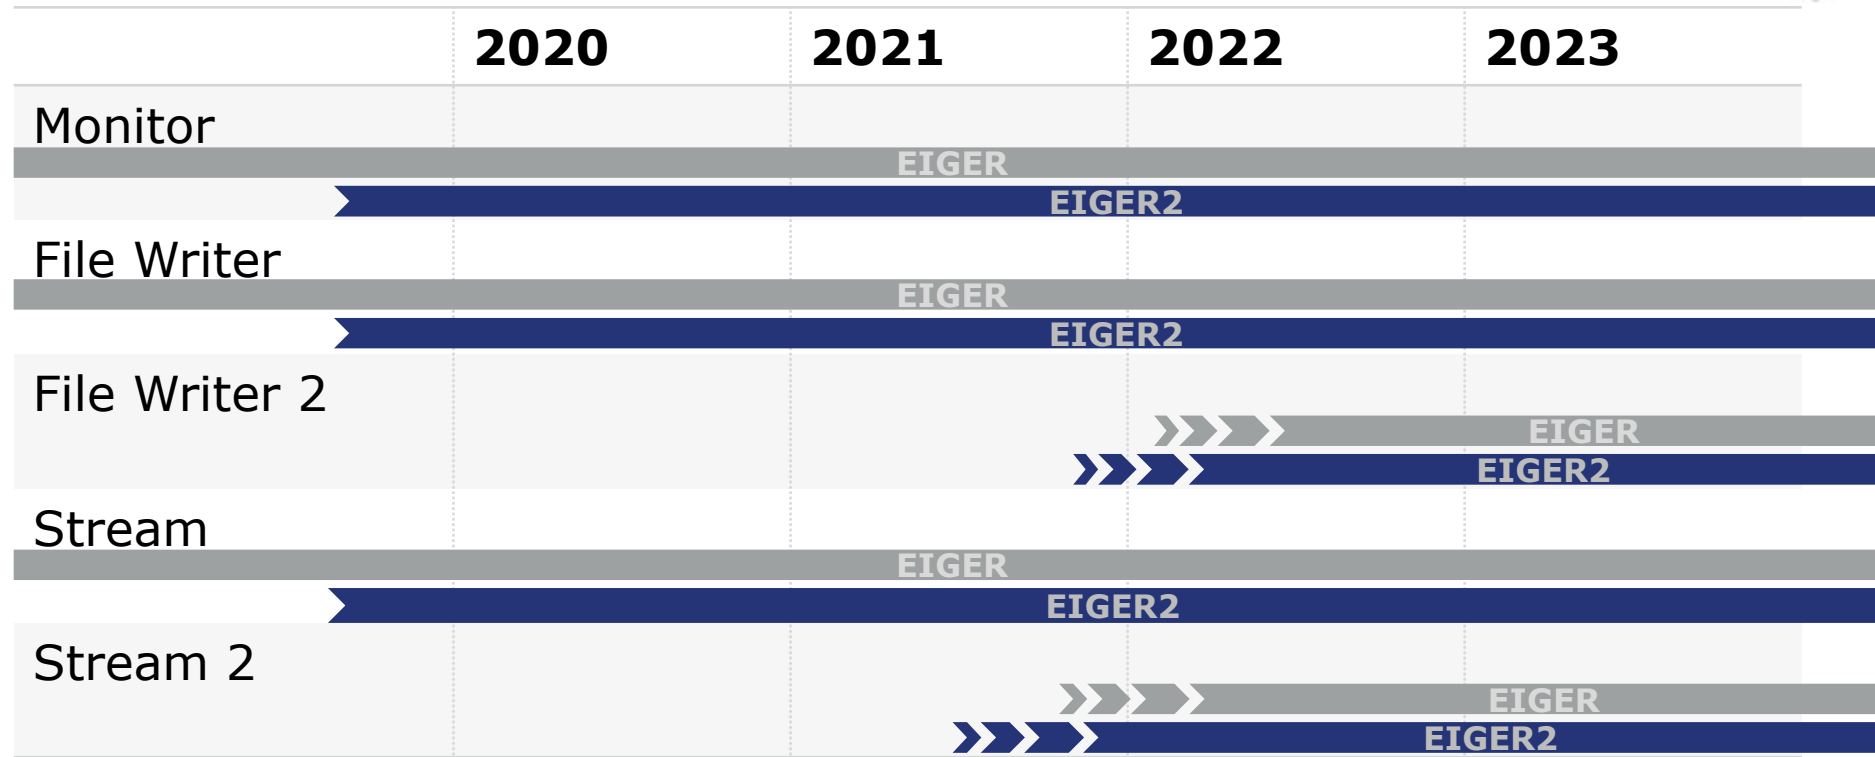 2020 2021 2022 2023
Monitor
EIGER
EIGER2
File Writer
EIGER
EIGER2
File Writer 2
EIGER
EIGER2
Stream
EIGER
EIGER2
Stream 2
EIGER
EIGER2